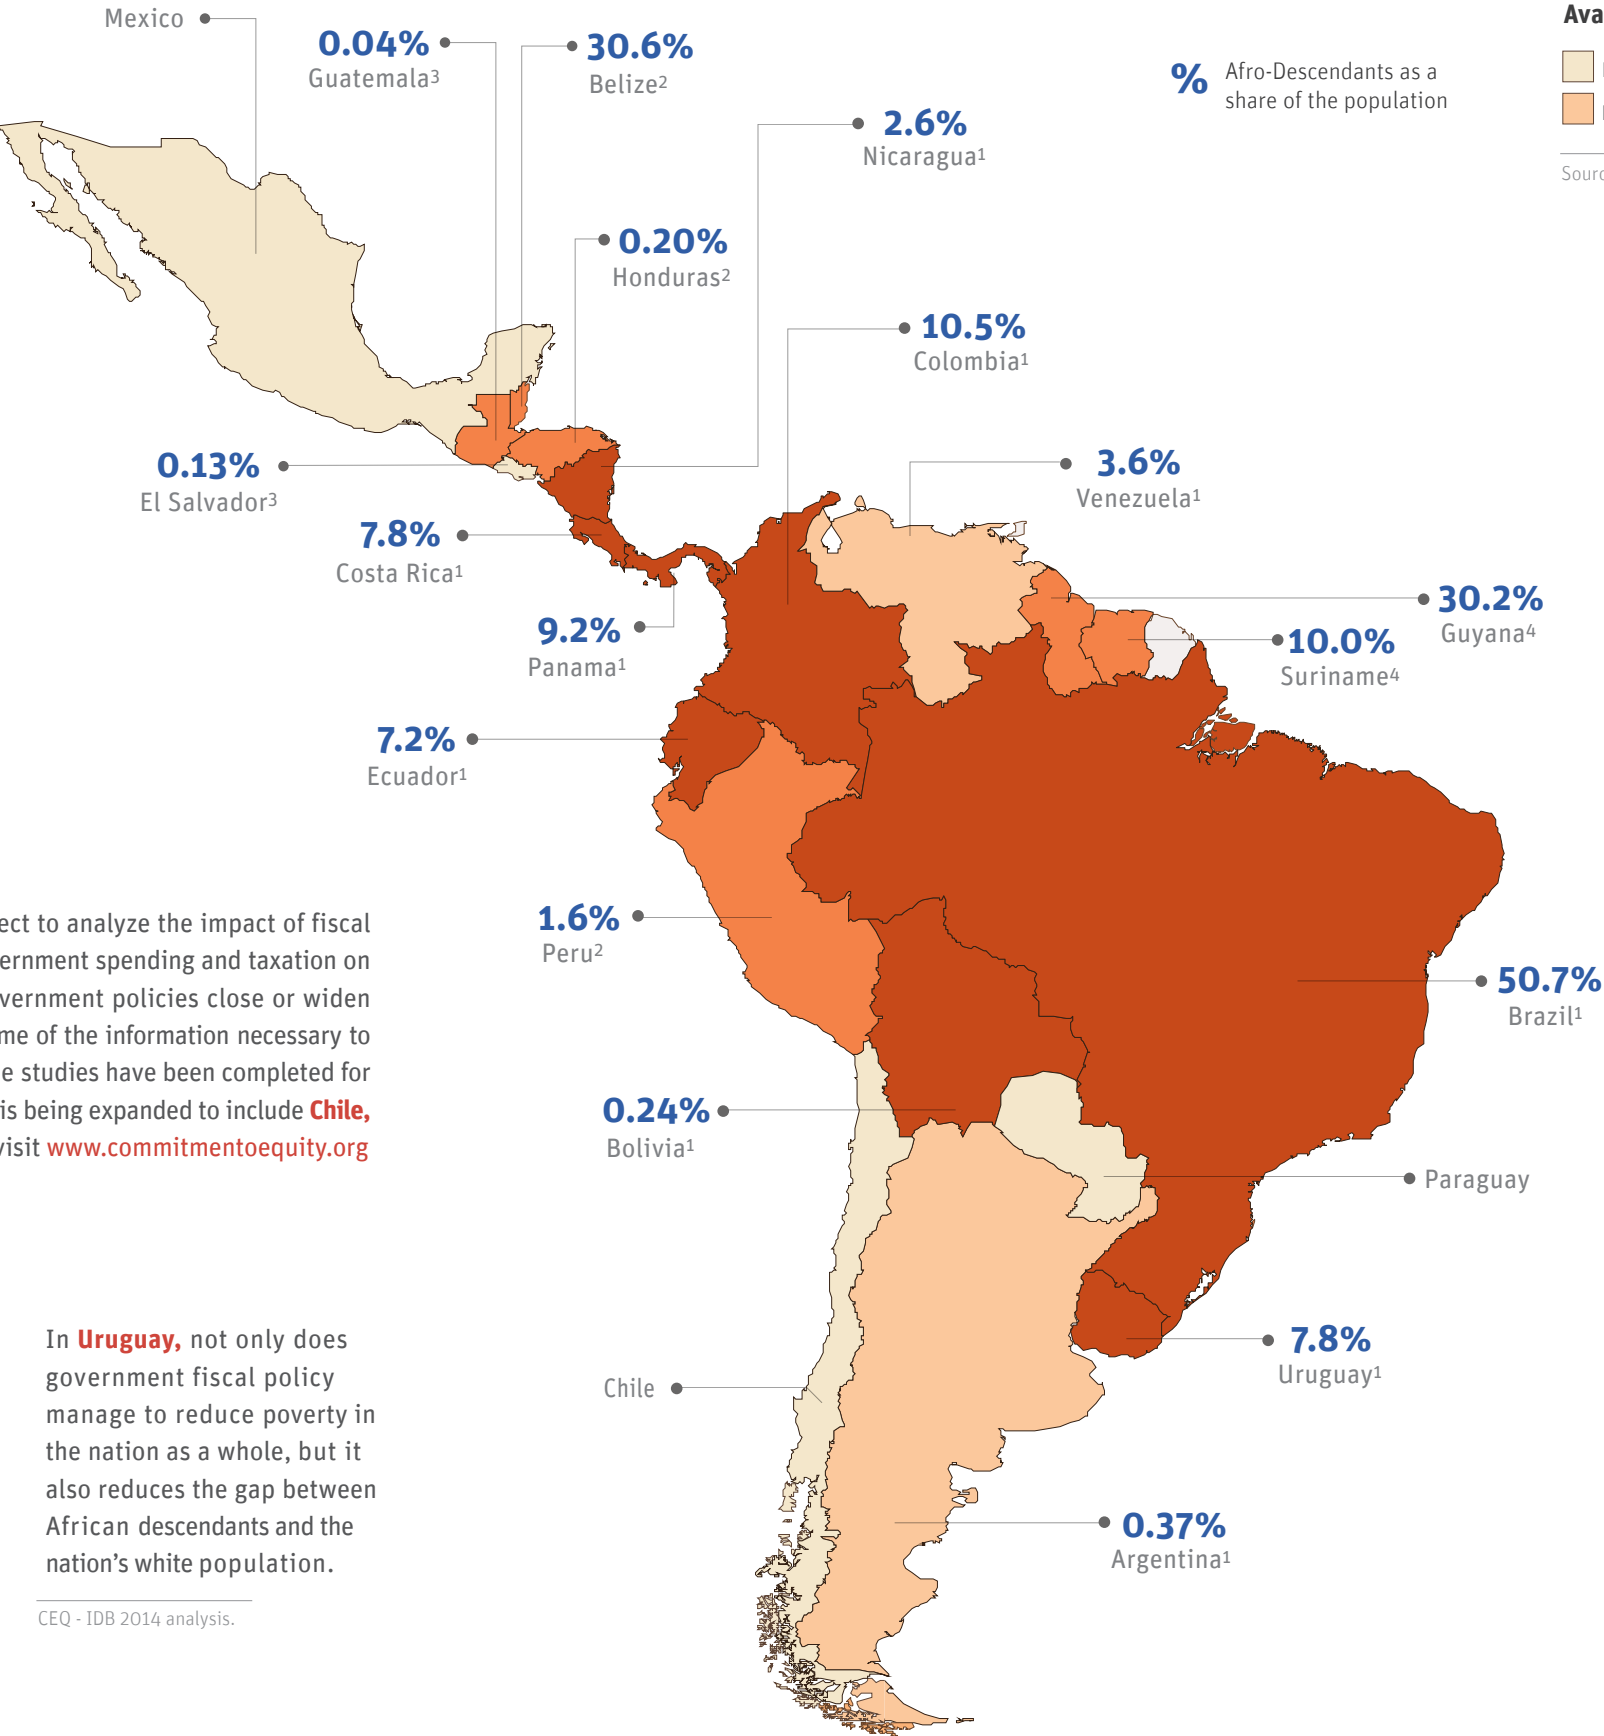 Mexico
0.04%
Guatemala3
30.6%
Belize2
%
Afro-Descendants as a
share of the population
2.6%
Nicaragua1
0.20%
Honduras2
10.5%
Colombia1
0.13%
El Salvador3
3.6%
Venezuela1
7.8%
Costa Rica1
30.2%
Guyana4
9.2%
Panama1
10.0%
Suriname4
7.2%
Ecuador1
1.6%
Peru2
50.7%
Brazil1
0.24%
Bolivia1
Paraguay
7.8%
Uruguay1
Chile
0.37%
Argentina1
to analyze the impact of fiscal
spending and taxation on
policies close or widen
of the information necessary to
studies have been completed for
is being expanded to include Chile,
visit www.commitmentoequity.org
In Uruguay, not only does
government fiscal policy
manage to reduce poverty in
the nation as a whole, but it
also reduces the gap between
African descendants and the
nation's white population.
CEQ - IDB 2014 analysis.